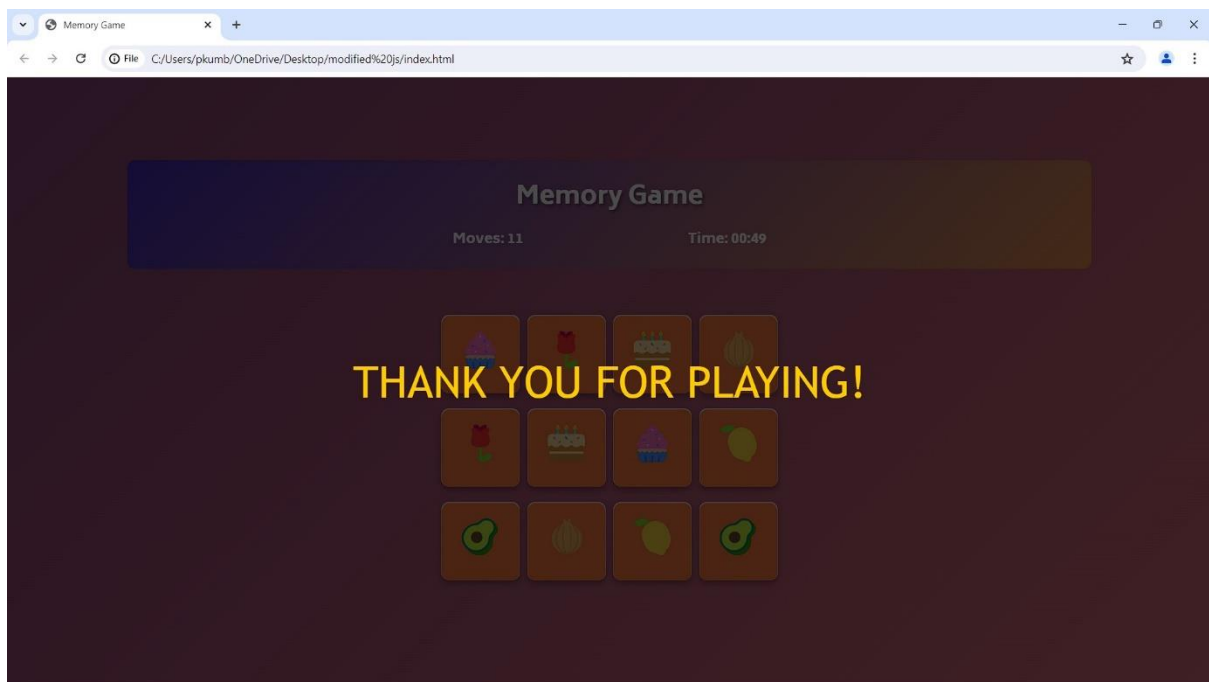 Memory Game
File C:/Users/pkumb/OneDrive/Desktop/modified%20js/index.html
Memory Game
Moves: 11 Time: 00:49
THANK YOU FOR PLAYING!